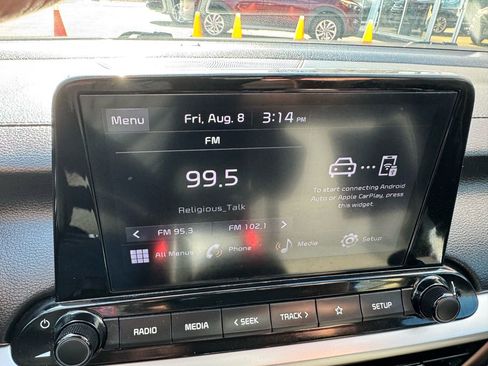 Menu Fri, Aug. 8 3:14 PM
FM
99.5
Religious_Talk
To start connecting Android
Auto or Apple CarPlay, press
this widget.
< FM 95.3 FM 102.1 >
All Menus Phone Media Setup
RADIO MEDIA < SEEK TRACK > SETUP